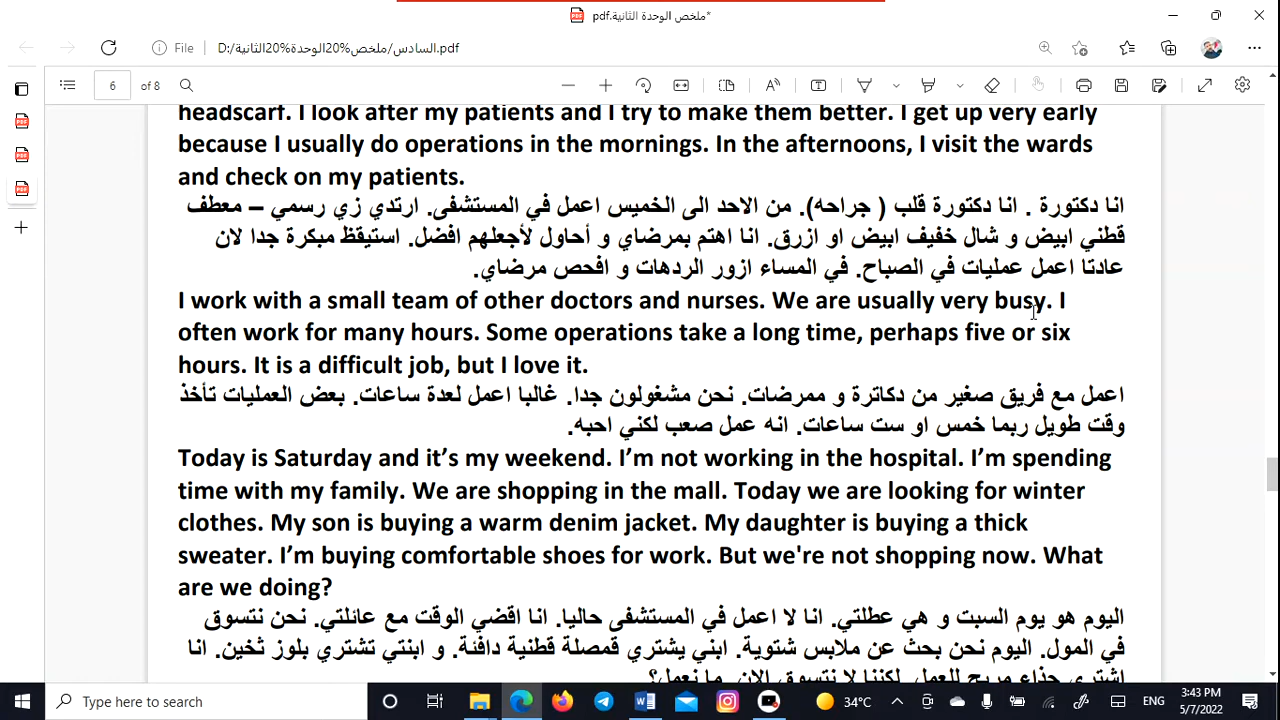 ملخص الوحدة الثانية.pdf*
File
D:/السادس/ملخص%20الوحدة%20الثانية.pdf
6 of 8
headscarf. I look after my patients and I try to make them better. I get up very early
because I usually do operations in the mornings. In the afternoons, I visit the wards
and check on my patients.
انا دكتورة . انا دكتورة قلب ( جراحه). من الاحد الى الخميس اعمل في المستشفى. ارتدي زي رسمي – معطف
قطني ابيض و شال خفيف ابيض او ازرق. انا اهتم بمرضاي و أحاول لأجعلهم افضل. استيقظ مبكرة جدا لان
عادتا اعمل عمليات في الصباح. في المساء ازور الردهات و افحص مرضاي.
I work with a small team of other doctors and nurses. We are usually very busy. I
often work for many hours. Some operations take a long time, perhaps five or six
hours. It is a difficult job, but I love it.
اعمل مع فريق صغير من دكاترة و ممرضات. نحن مشغولون جدا. غالبا اعمل لعدة ساعات. بعض العمليات تأخذ
وقت طويل ربما خمس او ست ساعات. انه عمل صعب لكني احبه.
Today is Saturday and it’s my weekend. I’m not working in the hospital. I’m spending
time with my family. We are shopping in the mall. Today we are looking for winter
clothes. My son is buying a warm denim jacket. My daughter is buying a thick
sweater. I’m buying comfortable shoes for work. But we're not shopping now. What
are we doing?
اليوم هو يوم السبت و هي عطلتي. انا لا اعمل في المستشفى حاليا. انا اقضي الوقت مع عائلتي. نحن نتسوق
في المول. اليوم نحن بحث عن ملابس شتوية. ابني يشتري قمصلة قطنية دافئة. و ابنتي تشتري بلوز ثخين. انا
اشتري حذاء مريح للعمل. لكننا لا نتسوق الان. ما نعمل؟
Type here to search
34°C
ENG
3:43 PM
5/7/2022